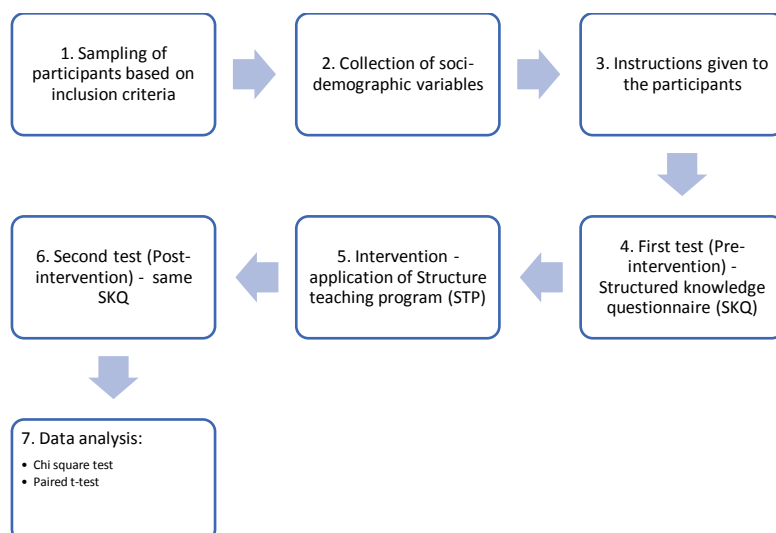 1. Sampling of
participants based on
inclusion criteria
2. Collection of soci-
demographic variables
3. Instructions given to
the participants
4. First test (Pre-
intervention) -
Structured knowledge
questionnaire (SKQ)
5. Intervention -
application of Structure
teaching program (STP)
6. Second test (Post-
intervention) - same
SKQ
7. Data analysis:
• Chi square test
• Paired t-test